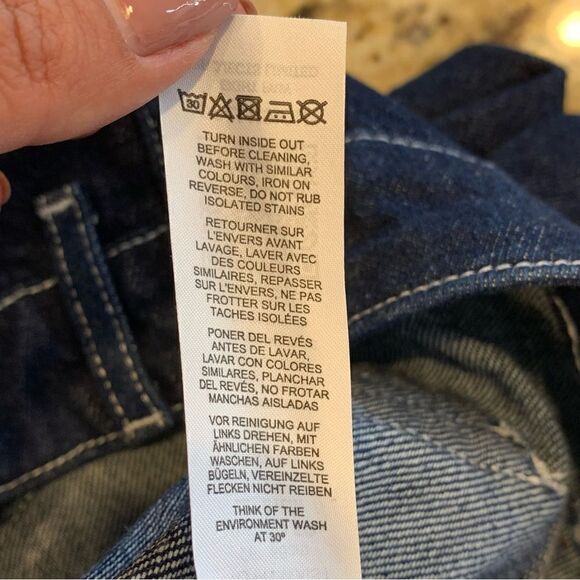 30
TURN INSIDE OUT
BEFORE CLEANING,
WASH WITH SIMILAR
COLOURS, IRON ON
REVERSE, DO NOT RUB
ISOLATED STAINS
RETOURNER SUR
L'ENVERS AVANT
LAVAGE, LAVER AVEC
DES COULEURS
SIMILAIRES, REPASSER
SUR L'ENVERS, NE PAS
FROTTER SUR LES
TACHES ISOLÉES
PONER DEL REVÉS
ANTES DE LAVAR,
LAVAR CON COLORES
SIMILARES, PLANCHAR
DEL REVÉS, NO FROTAR
MANCHAS AISLADAS
VOR REINIGUNG AUF
LINKS DREHEN, MIT
ÄHNLICHEN FARBEN
WASCHEN, AUF LINKS
BÜGELN, VEREINZELTE
FLECKEN NICHT REIBEN
THINK OF THE
ENVIRONMENT WASH
AT 30º